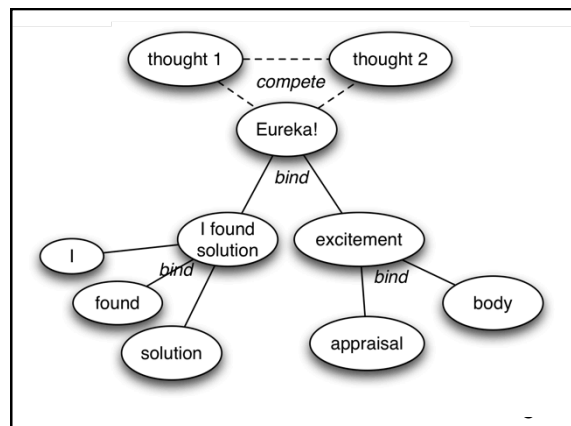 thought 1
thought 2
compete
Eureka!
bind
I found
solution
excitement
I
bind
bind
found
body
solution
appraisal